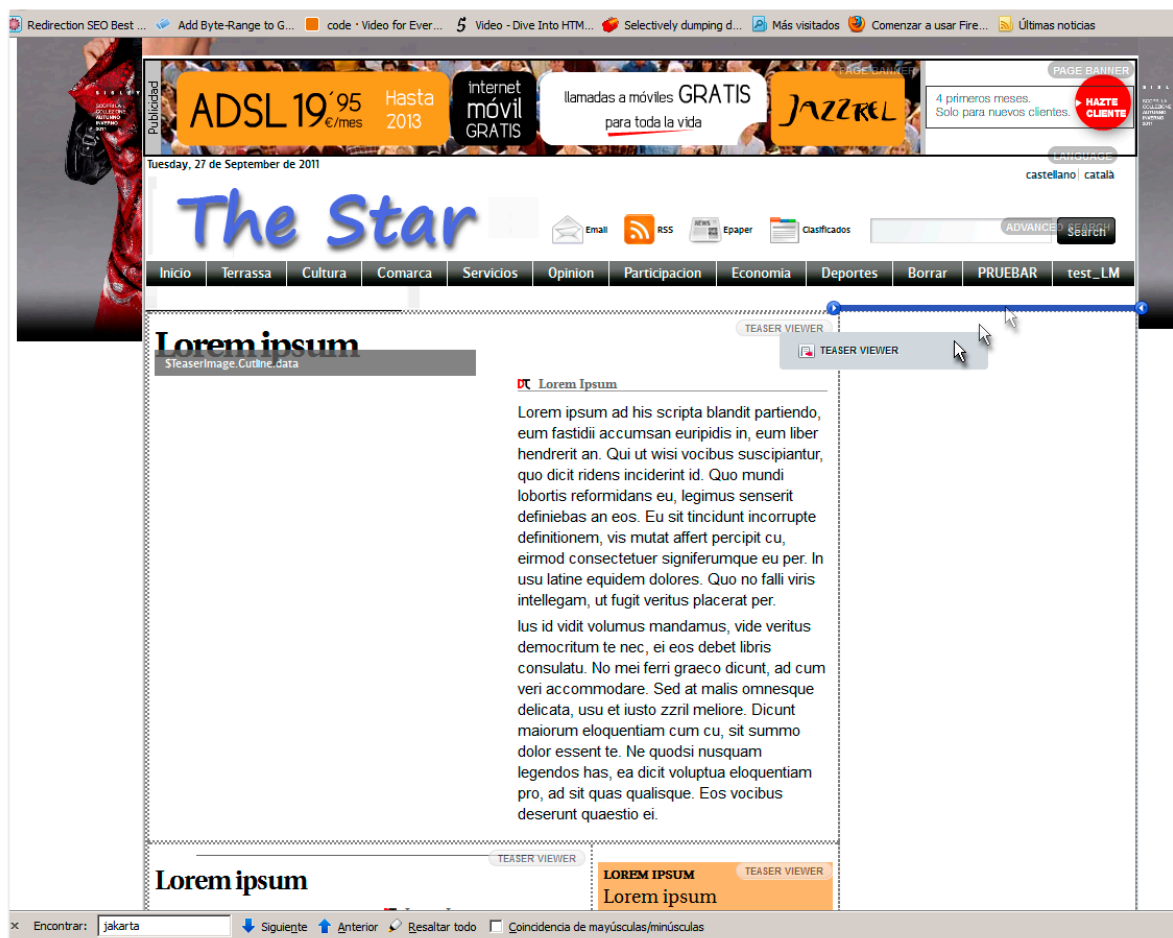 Redirection SEO Best ... Add Byte-Range to G... code · Video for Ever... Video - Dive Into HTM... Selectively dumping d... Más visitados Comenzar a usar Fire... Últimas noticias
SISLEY
Publicidad
ADSL 19'95 €/mes
Hasta 2013
internet móvil GRATIS
llamadas a móviles GRATIS
para toda la vida
JAZZTEL
PAGE BANNER
PAGE BANNER
4 primeros meses.
Solo para nuevos clientes.
HAZTE CLIENTE
Tuesday, 27 de September de 2011
LANGUAGE
castellano | català
The Star
Email RSS Epaper Clasificados
ADVANCED SEARCH
Search
Inicio Terrassa Cultura Comarca Servicios Opinion Participacion Economia Deportes Borrar PRUEBAR test_LM
Lorem ipsum
TEASER VIEWER
TEASER VIEWER
$TeaserImage.Cutline.data
Lorem Ipsum
Lorem ipsum ad his scripta blandit partiendo,
eum fastidii accumsan euripidis in, eum liber
hendrerit an. Qui ut wisi vocibus suscipiantur,
quo dicit ridens inciderint id. Quo mundi
lobortis reformidans eu, legimus senserit
definiebas an eos. Eu sit tincidunt incorrupte
definitionem, vis mutat affert percipit cu,
eirmod consectetuer signiferumque eu per. In
usu latine equidem dolores. Quo no falli viris
intellegam, ut fugit veritus placerat per.
Ius id vidit volumus mandamus, vide veritus
democritum te nec, ei eos debet libris
consulatu. No mei ferri graeco dicunt, ad cum
veri accommodare. Sed at malis omnesque
delicata, usu et iusto zzril meliore. Dicunt
maiorum eloquentiam cum cu, sit summo
dolor essent te. Ne quodsi nusquam
legendos has, ea dicit voluptua eloquentiam
pro, ad sit quas qualisque. Eos vocibus
deserunt quaestio ei.
TEASER VIEWER
Lorem ipsum
TEASER VIEWER
LOREM IPSUM
Lorem ipsum
× Encontrar: jakarta Siguiente Anterior Resaltar todo Coincidencia de mayúsculas/minúsculas